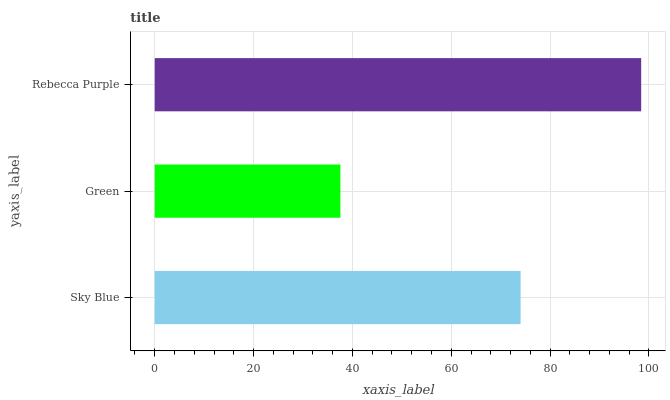 title
yaxis_label
Rebecca Purple
Green
Sky Blue
0 20 40 60 80 100
xaxis_label